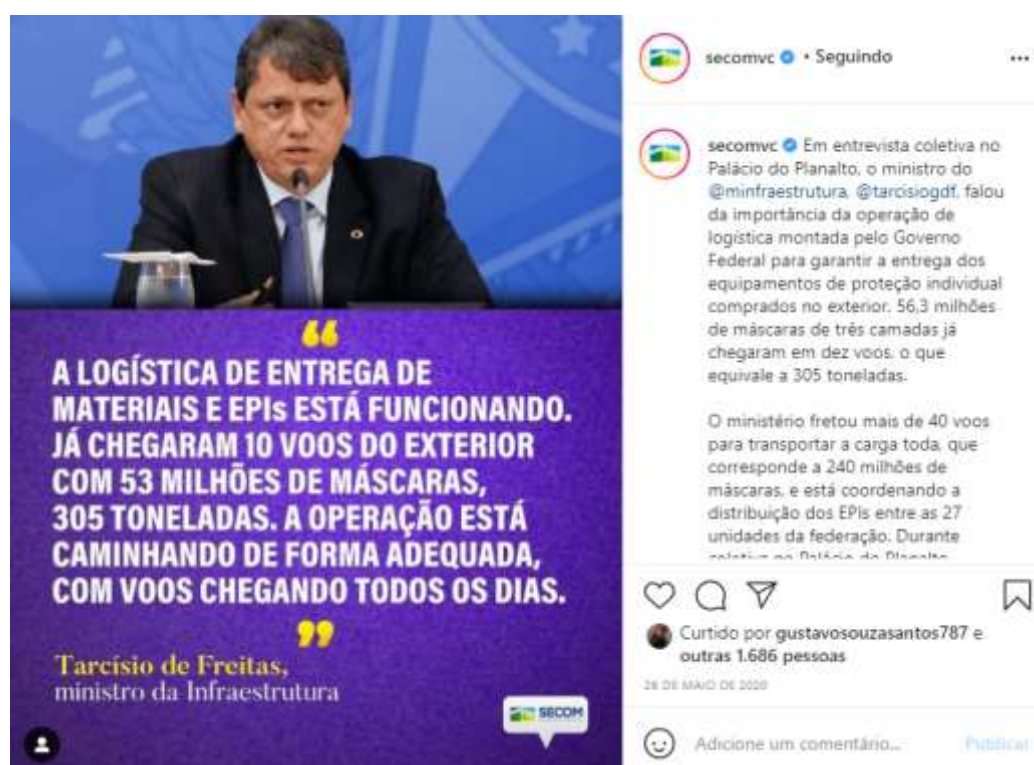 “
A LOGÍSTICA DE ENTREGA DE
MATERIAIS E EPIs ESTÁ FUNCIONANDO.
JÁ CHEGARAM 10 VOOS DO EXTERIOR
COM 53 MILHÕES DE MÁSCARAS,
305 TONELADAS. A OPERAÇÃO ESTÁ
CAMINHANDO DE FORMA ADEQUADA,
COM VOOS CHEGANDO TODOS OS DIAS.
”
Tarcísio de Freitas,
ministro da Infraestrutura
SECOM
secomvc • Seguindo
secomvc Em entrevista coletiva no
Palácio do Planalto, o ministro do
@minfraestrutura, @tarcisiogdf, falou
da importância da operação de
logística montada pelo Governo
Federal para garantir a entrega dos
equipamentos de proteção individual
comprados no exterior. 56,3 milhões
de máscaras de três camadas já
chegaram em dez voos, o que
equivale a 305 toneladas.
O ministério fretou mais de 40 voos
para transportar a carga toda, que
corresponde a 240 milhões de
máscaras, e está coordenando a
distribuição dos EPIs entre as 27
unidades da federação. Durante
coletiva no Palácio do Planalto
Curtido por gustavosouzasantos787 e
outras 1.686 pessoas
26 DE MAIO DE 2020
Adicione um comentário... Publicar